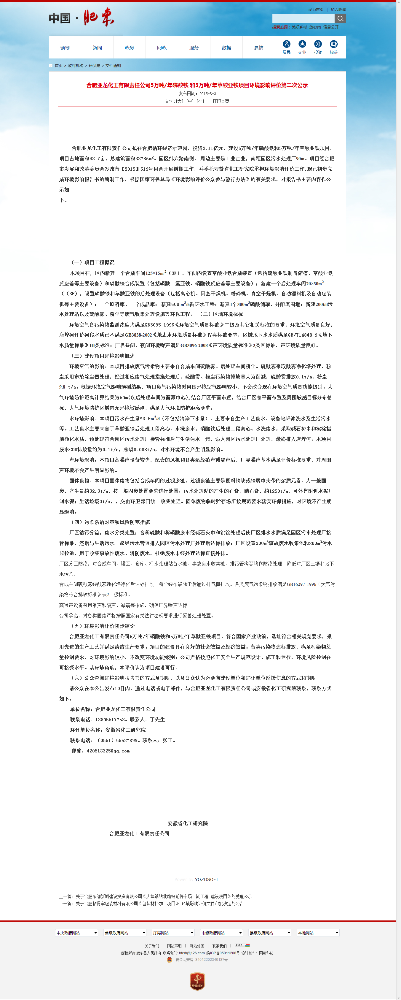 设为首页 | 加入收藏
中国·肥东
搜索热词：美好乡村 放心肉 信息公开
领导 新闻 政务 问政 服务 数据 县情 居民 企业 投资 旅游
首页 > 政府机构 > 环保局 > 文件通知
合肥亚龙化工有限责任公司5万吨/年磷酸铁 和5万吨/年草酸亚铁项目环境影响评价第二次公示
发布日期：2016-8-2
文字:[大] [中] [小] 打印本页
合肥亚龙化工有限责任公司拟在合肥循环经济示范园，投资2.11亿元，建设5万吨/年磷酸铁和5万吨/年草酸亚铁项目，
项目占地面积48.7亩，总建筑面积33786m²。园区纬六路南侧， 周边主要是工业企业，南距园区污水处理厂90m。项目经合肥
市发展和改革委员会发改备【2015】519号同意开展前期工作，并委托安徽省化工研究院承担环境影响评价工作,现已初步完
成环境影响报告书的编制工作，根据国家环保总局《环境影响评价公众参与暂行办法》的有关要求，对报告书主要内容作公
示如
下。
（一）项目工程概况
本项目在厂区内新建一个合成车间125×15m²（3F），车间内设置草酸亚铁合成装置（包括硫酸亚铁制备储槽、草酸亚铁
反应釜等主要设备）和磷酸铁合成装置（包括磷酸二氢亚铁、磷酸铁反应釜等主要设备）；新建一个后处理车间70×30m²
（（3F），设置磷酸铁和草酸亚铁的后处理设备（包括离心机、闪蒸干燥机、粉碎机、真空干燥机、自动混料机及自动包装
机等主要设备）；一个原料库、一个成品库； 新建600 m³/h循环水工程；新建1个300m³磷酸储罐，并配套围堰；新建200t/d污
水处理站以及硫酸雾、粉尘等废气收集处理设施等环保工程。 （二）区域环境概况
环境空气各污染物监测浓度均满足GB3095-1996《环境空气质量标准》二级及其它相关标准的要求，环境空气质量良好；
店埠河评价河段水质已不满足GB3838-2002《地表水环境质量标准》Ⅳ类标准要求；区域地下水水质满足GB/T14848-9《地下
水质量标准》III类标准；厂界昼间、夜间环境噪声满足GB3096-2008《声环境质量标准》3类区标准，声环境质量良好。
（三）建设项目环境影响概述
环境空气的影响：本项目排放废气污染物主要来自合成车间硫酸雾、后处理车间粉尘。硫酸雾采取酸雾净化塔处理，粉
尘采用布袋除尘器处理；经过相应废气处理措施处理后，硫酸雾、粉尘污染物排放量大为削减，硫酸雾排放0.1t/a，粉尘
9.8 t/a。根据环境空气影响预测结果，项目废气污染物对周围环境空气影响较小，不会改变现有环境空气质量功能级别。大
气环境防护距离计算结果为50m(以后处理车间为面源中心),结合厂区平面布置，结合厂区总平面布置及周围敏感目标分布情
况，大气环境防护区域内无环境敏感点，满足大气环境防护距离要求。
水环境影响：本项目污水产生量93.5m³/d（不包括清净下水量），主要来自生产工艺废水、设备地坪冲洗水及生活污水
等。工艺废水主要来自于草酸亚铁后处理工段离心、水洗废水，磷酸铁后处理工段离心、水洗废水，采取碱石灰中和沉淀措
施净化水质，预处理符合园区污水处理厂接管标准后与生活污水一起，泵入园区污水处理厂处理，最终排入店埠河。本项目
废水COD排放量约为0.1t/a，总磷0.008t/a，对水环境不会产生明显影响。
声环境影响：本项目高噪声设备较少，配套的风机和各类泵经消声或隔声后，厂界噪声基本满足评价标准要求，对周围
声环境不会产生明显影响。
固体废物：本项目固体废物包括合成车间的过滤废渣，过滤废渣主要是原料铁块或铁屑中夹带的杂质元素，为一般固
废，产生量约32.3t/a，按一般固废处置要求进行处置；污水处理站的产生的石膏、磷石膏，约1250t/a，可外售附近水泥厂
制水泥；生活垃圾3t/a，，交由环卫部门统一收集处理。固体废物临时贮存场所按规范要求落实环保措施，对环境不产生明
显影响。
（四）污染防治对策和风险防范措施
厂区清污分流，废水分类处置；含稀硫酸和稀磷酸废水经碱石灰中和沉淀处理后使厂区排水水质满足园区污水处理厂接
管标准，然后与生活污水一起经污水管道排入园区污水处理厂处理后达标排放；厂区设置300m³事故废水收集池和200m³污水
监控池，用于收集事故性废水、消防废水，杜绝废水未经处理达标直接外排。
厂区分区防渗，对合成车间、罐区、仓库、污水处理站各水池、事故废水收集池、排污管沟等均作防渗处理，降低对厂区土壤和地下
水污染。
合成车间硫酸雾经酸雾净化塔净化后达标排放；粉尘经布袋除尘后通过排气筒排放。各类废气污染物排放满足GB16297-1996《大气污
染物综合排放标准》表2二级标准。
高噪声设备采用消声和隔声、减震等措施，确保厂界噪声达标。
公司承诺，对各类固废严格按照国家有关法律法规要求进行妥善处理处置。
（五）环境影响评价初步结论
合肥亚龙化工有限责任公司5万吨/年磷酸铁和5万吨/年草酸亚铁项目，符合国家产业政策，选址符合相关规划要求，采
用先进的生产工艺并满足清洁生产要求。项目的建设具有良好的社会效益及经济效益。各类污染物达标排放，满足污染物总
量控制要求，对环境影响较小，不改变环境功能级别；公司严格按照化工安全生产规范设计、施工和运行，环境风险控制在
可接受水平。从环境角度，本评价认为项目建设可行。
（六）公众查阅环境影响报告书的方式及期限，以及公众认为必要向建设单位和环评单位反馈信息的方式和期限
请公众在本公告发布10日内，通过电话或电子邮件，与合肥亚龙化工有限责任公司或安徽省化工研究院联系，联系方式
如下：
单位名称：合肥亚龙化工有限责任公司
联系电话：13805517753。联系人：丁先生
环评单位名称：安徽省化工研究院
联系电话：（0551）65527899。联系人：张工。
邮箱：420518325@qq.com
安徽省化工研究院
合肥亚龙化工有限责任公司
Power by YOZOSOFT
上一篇：关于合肥东部新城建设投资有限公司《店埠镇站北路站前停车场二期工程 建设项目》的受理公示
下一篇：关于合肥粘得牢包装材料有限公司《包装材料加工项目》 环境影响评价文件审批决定的公告
中央政府网站 省级政府网站 厅局网站 市级政府网站 县级政府网站 本地网站
关于我们 | 网站声明 | 网站地图 | 联系我们 | CNZZ
版权所有:肥东县人民政府 联系我们: fdxxb@126.com 皖ICP备05011208号 设计制作：网新科技
皖公网安备 34012202340137号
党政机关